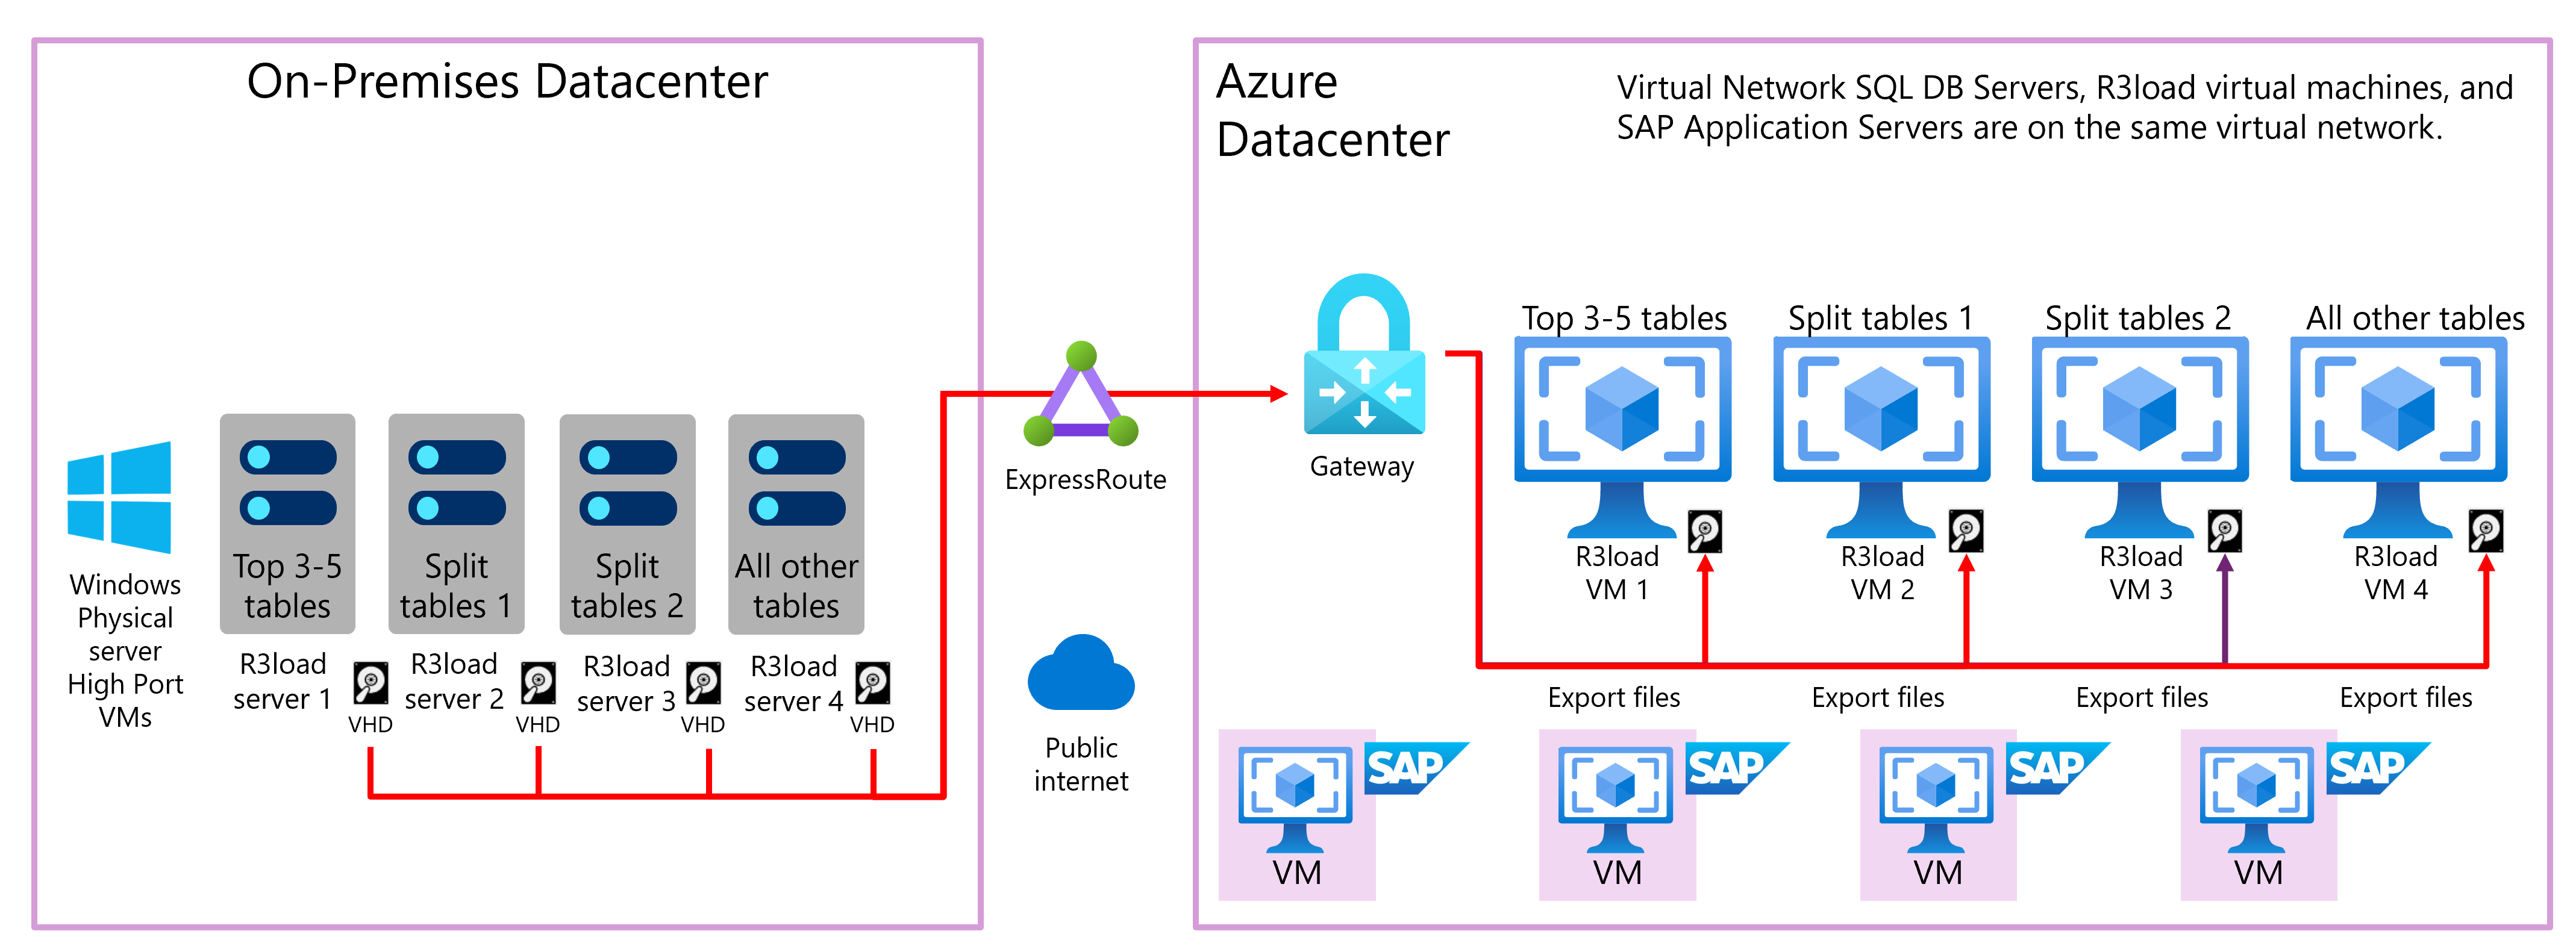 On-Premises Datacenter
Azure
Datacenter
Virtual Network SQL DB Servers, R3load virtual machines, and
SAP Application Servers are on the same virtual network.
Windows
Physical
server
High Port
VMs
Top 3-5
tables
Split
tables 1
Split
tables 2
All other
tables
R3load
server 1
VHD
R3load
server 2
VHD
R3load
server 3
VHD
R3load
server 4
VHD
ExpressRoute
Public
internet
Gateway
Top 3-5 tables
Split tables 1
Split tables 2
All other tables
R3load
VM 1
R3load
VM 2
R3load
VM 3
R3load
VM 4
Export files
Export files
Export files
Export files
SAP
VM
SAP
VM
SAP
VM
SAP
VM